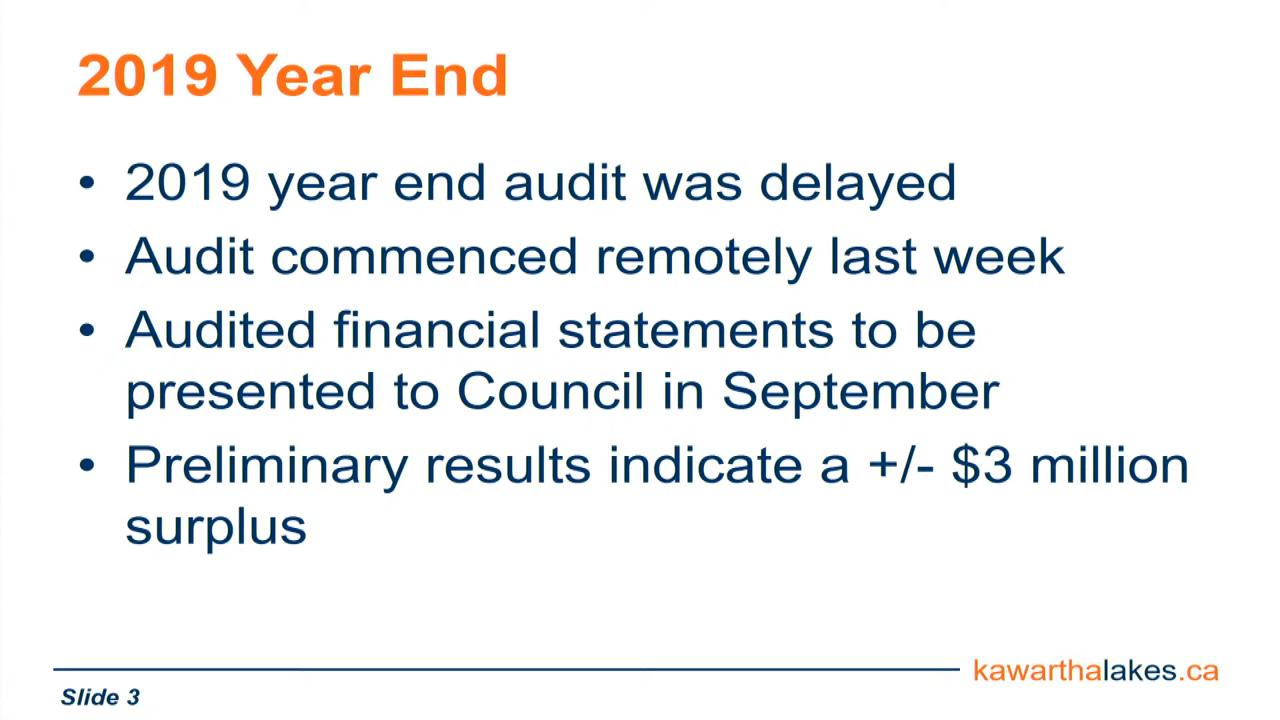 2019 Year End
• 2019 year end audit was delayed
• Audit commenced remotely last week
• Audited financial statements to be
presented to Council in September
• Preliminary results indicate a +/- $3 million
surplus
kawarthalakes.ca
Slide 3